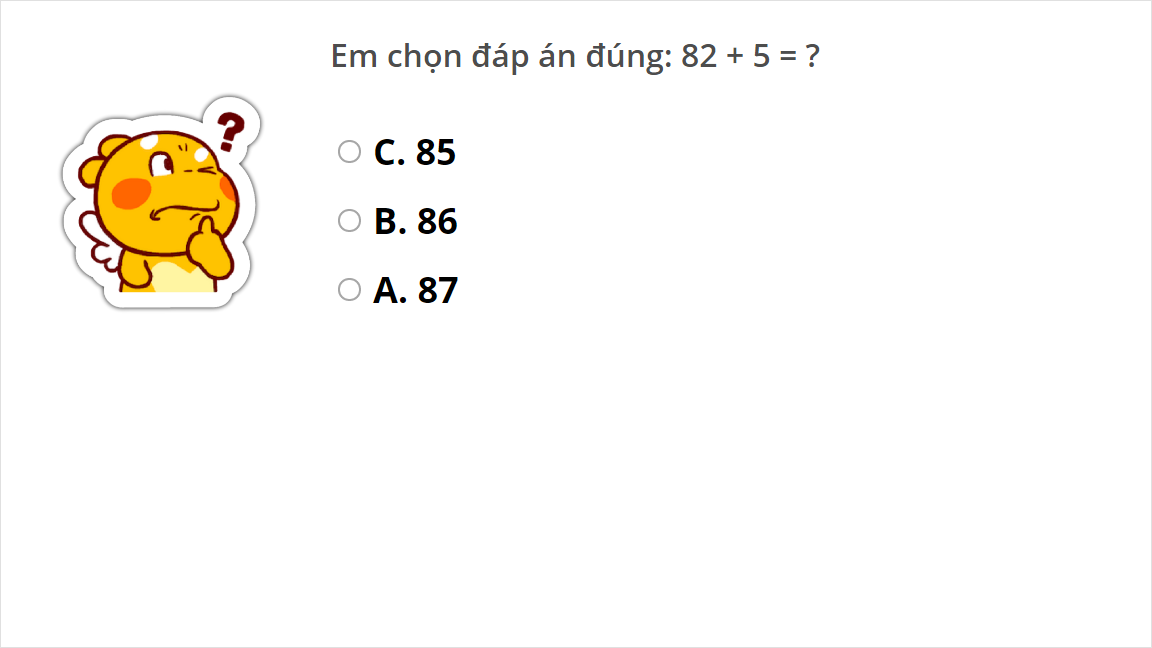 Em chọn đáp án đúng: 82 + 5 = ?
?
C. 85
B. 86
A. 87